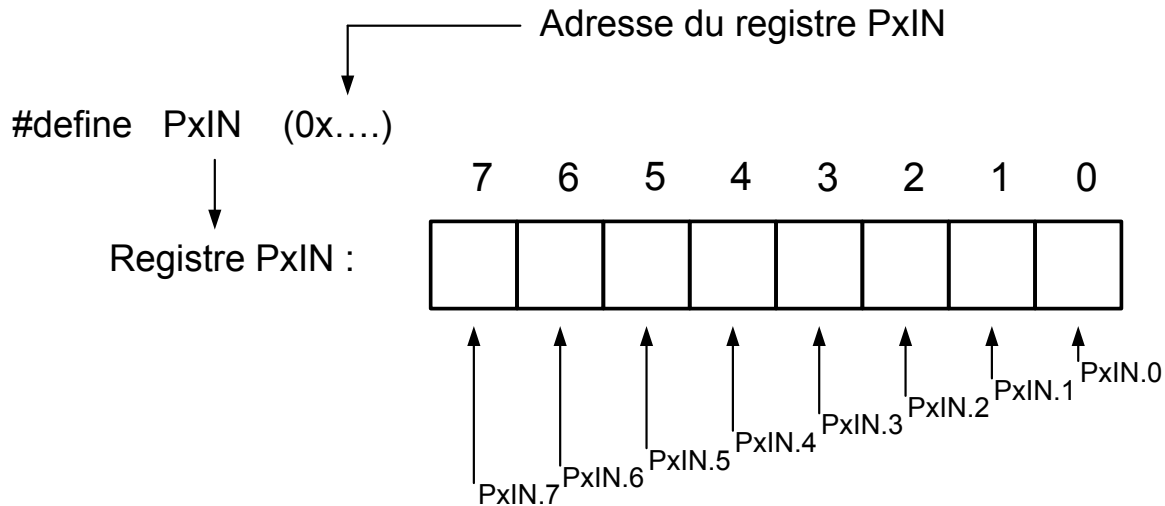 Adresse du registre PxIN
#define PxIN (0x....)
7 6 5 4 3 2 1 0
Registre PxIN :
PxIN.0
PxIN.1
PxIN.2
PxIN.3
PxIN.4
PxIN.5
PxIN.6
PxIN.7